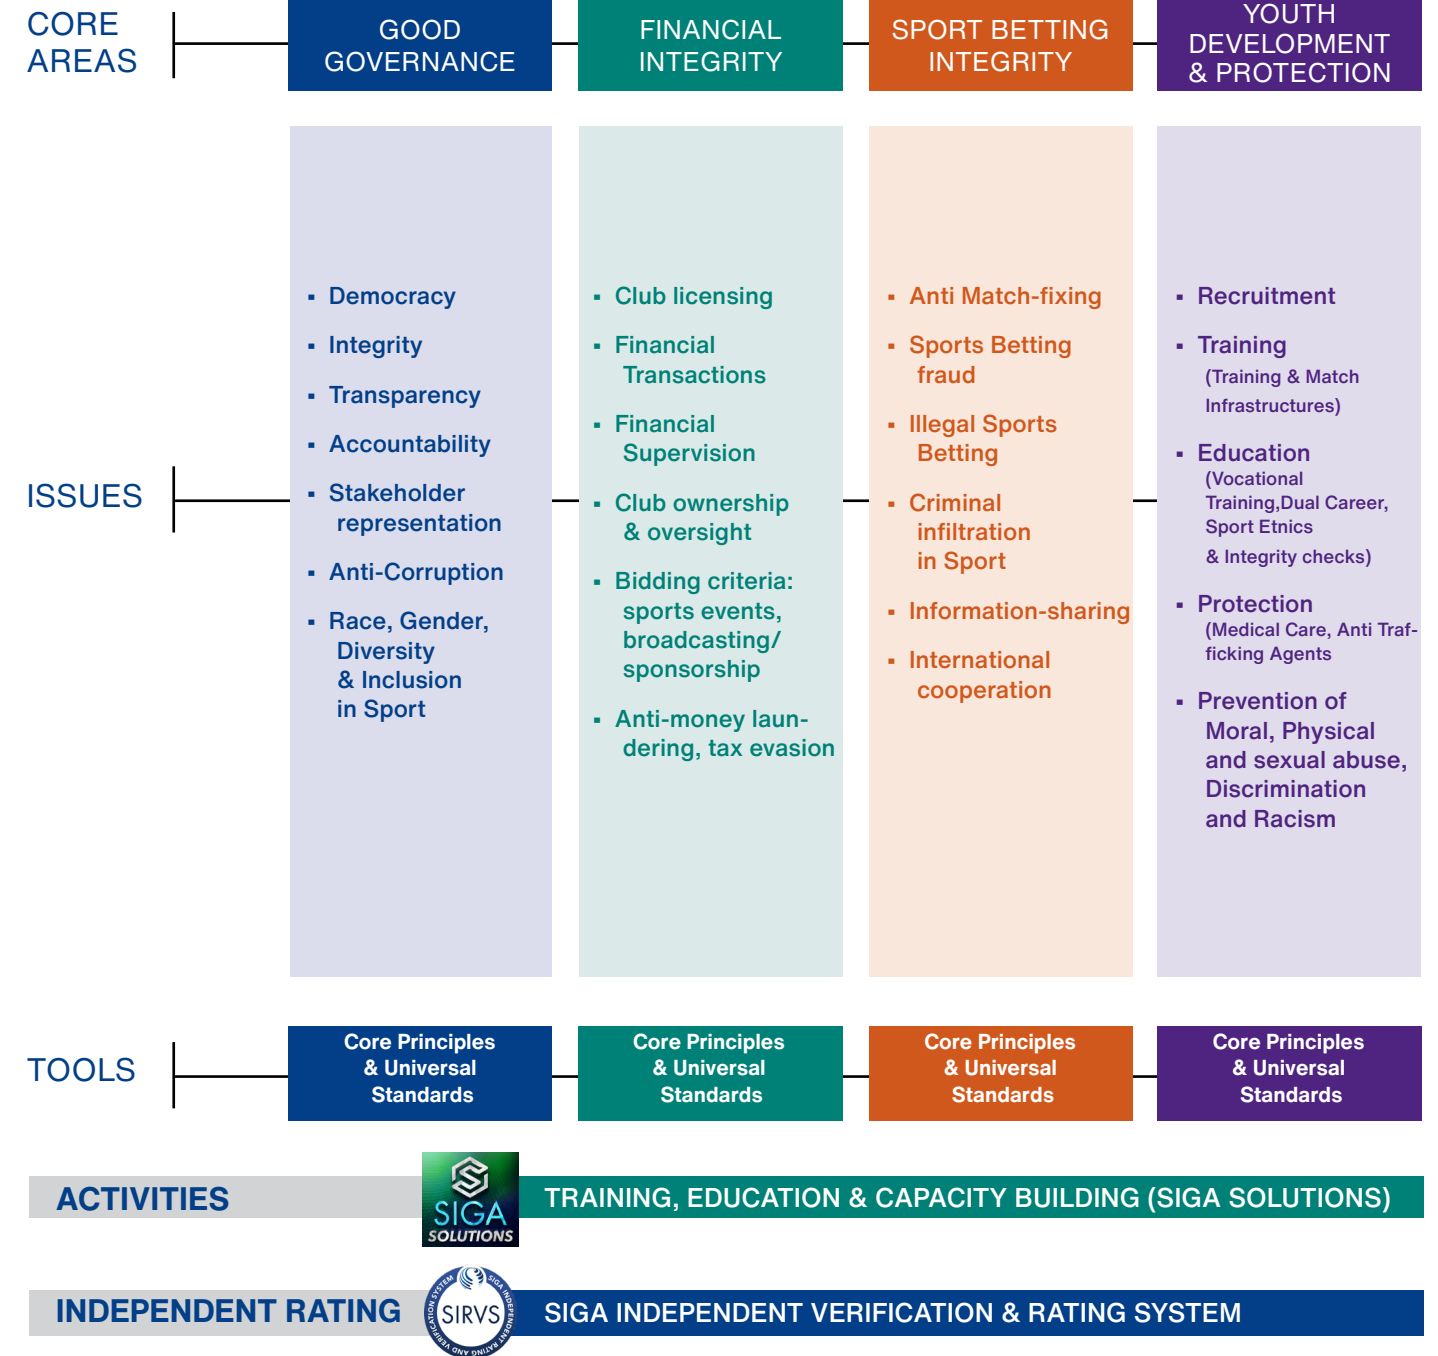 CORE
AREAS
GOOD
GOVERNANCE
FINANCIAL
INTEGRITY
SPORT BETTING
INTEGRITY
YOUTH
DEVELOPMENT
& PROTECTION
ISSUES
▪ Democracy
▪ Integrity
▪ Transparency
▪ Accountability
▪ Stakeholder
representation
▪ Anti-Corruption
▪ Race, Gender,
Diversity
& Inclusion
in Sport
▪ Club licensing
▪ Financial
Transactions
▪ Financial
Supervision
▪ Club ownership
& oversight
▪ Bidding criteria:
sports events,
broadcasting/
sponsorship
▪ Anti-money laun-
dering, tax evasion
▪ Anti Match-fixing
▪ Sports Betting
fraud
▪ Illegal Sports
Betting
▪ Criminal
infiltration
in Sport
▪ Information-sharing
▪ International
cooperation
▪ Recruitment
▪ Training
(Training & Match
Infrastructures)
▪ Education
(Vocational
Training,Dual Career,
Sport Etnics
& Integrity checks)
▪ Protection
(Medical Care, Anti Traf-
ficking Agents
▪ Prevention of
Moral, Physical
and sexual abuse,
Discrimination
and Racism
TOOLS
Core Principles
& Universal
Standards
Core Principles
& Universal
Standards
Core Principles
& Universal
Standards
Core Principles
& Universal
Standards
ACTIVITIES
SIGA
SOLUTIONS
TRAINING, EDUCATION & CAPACITY BUILDING (SIGA SOLUTIONS)
INDEPENDENT RATING
SIGA INDEPENDENT RATING AND VERIFICATION SYSTEM
SIRVS
SIGA INDEPENDENT VERIFICATION & RATING SYSTEM